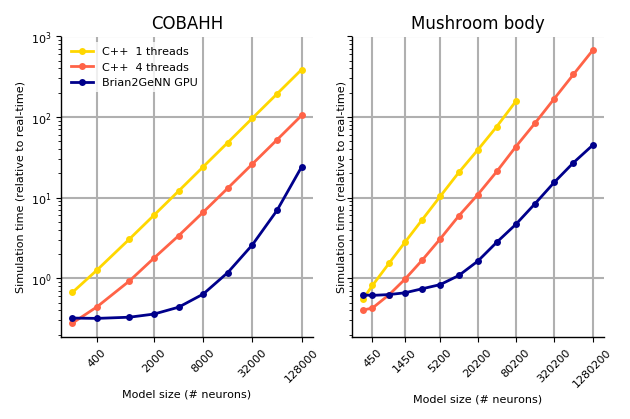 COBAHH
Simulation time (relative to real-time)
10³
10²
10¹
10⁰
C++  1 threads
C++  4 threads
Brian2GeNN GPU
400
2000
8000
32000
128000
Model size (# neurons)
Mushroom body
Simulation time (relative to real-time)
450
1450
5200
20200
80200
320200
1280200
Model size (# neurons)